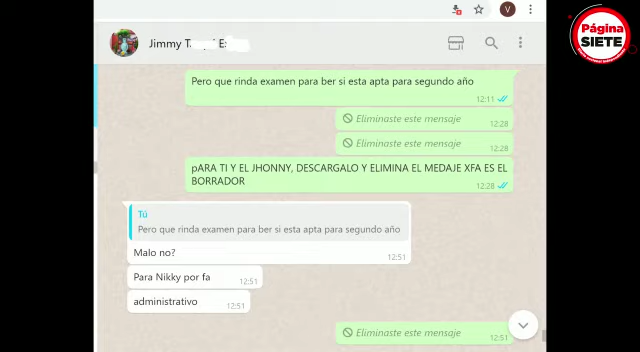 Página
SIETE
V
Jimmy
Pero que rinda examen para ber si esta apta para segundo año
12:11
Eliminaste este mensaje
12:28
Eliminaste este mensaje
12:28
pARA TI Y EL JHONNY, DESCARGALO Y ELIMINA EL MEDAJE XFA ES EL
BORRADOR
12:28
Tú
Pero que rinda examen para ber si esta apta para segundo año
Malo no?
12:51
Para Nikky por fa
12:51
administrativo
12:51
Eliminaste este mensaje
12:51